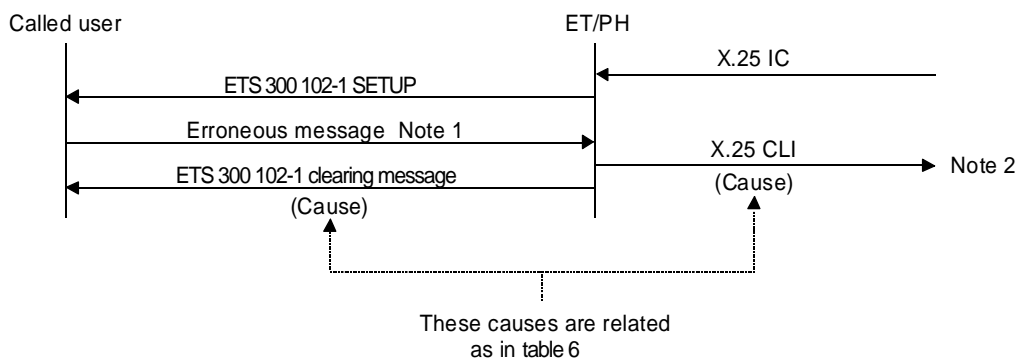 Called user
ET/PH
X.25 IC
ETS 300 102-1 SETUP
Erroneous message Note 1
X.25 CLI
Note 2
ETS 300 102-1 clearing message
(Cause)
(Cause)
These causes are related
as in table 6